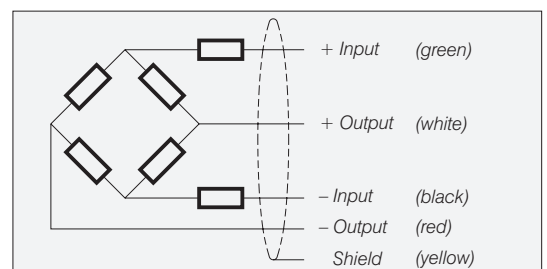 + Input (green)
+ Output (white)
– Input (black)
– Output (red)
Shield (yellow)